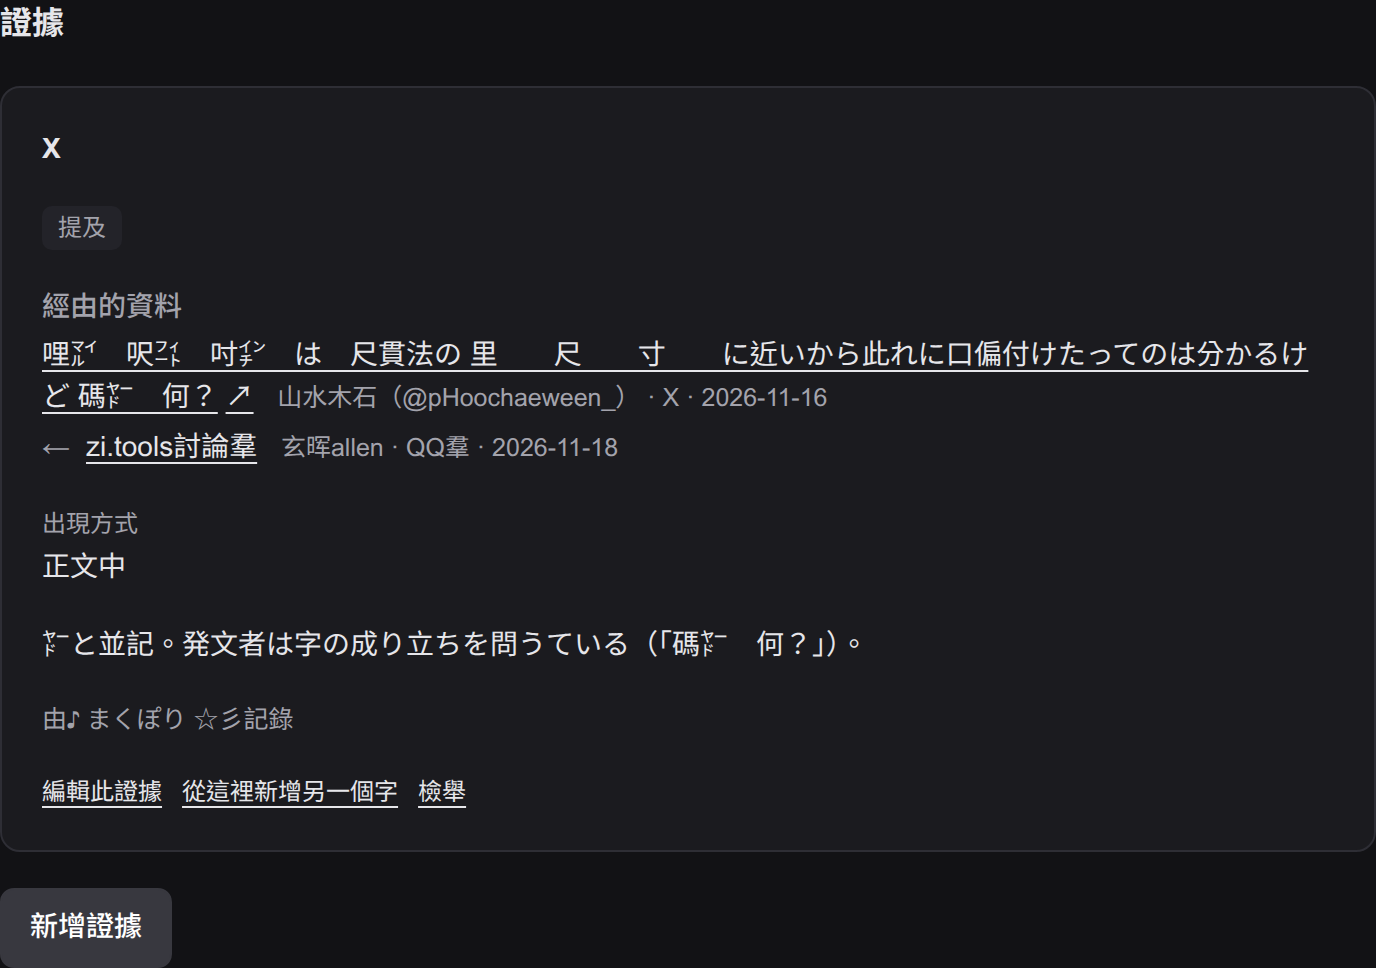 證據
X
提及
經由的資料
哩マイル　呎フィート　吋インチ　は　尺貫法の 里　　尺　　寸　　に近いから此れに口偏付けたってのは分かるけ
ど 碼ヤード　何？ ↗ 山水木石（@pHoochaeween_） · X · 2026-11-16
← zi.tools討論羣 玄晖allen · QQ羣 · 2026-11-18
出現方式
正文中
ヤードと並記。発文者は字の成り立ちを問うている（「碼ヤード　何？」）。
由♪ まくぽり ☆彡記錄
編輯此證據 從這裡新增另一個字 檢舉
新增證據